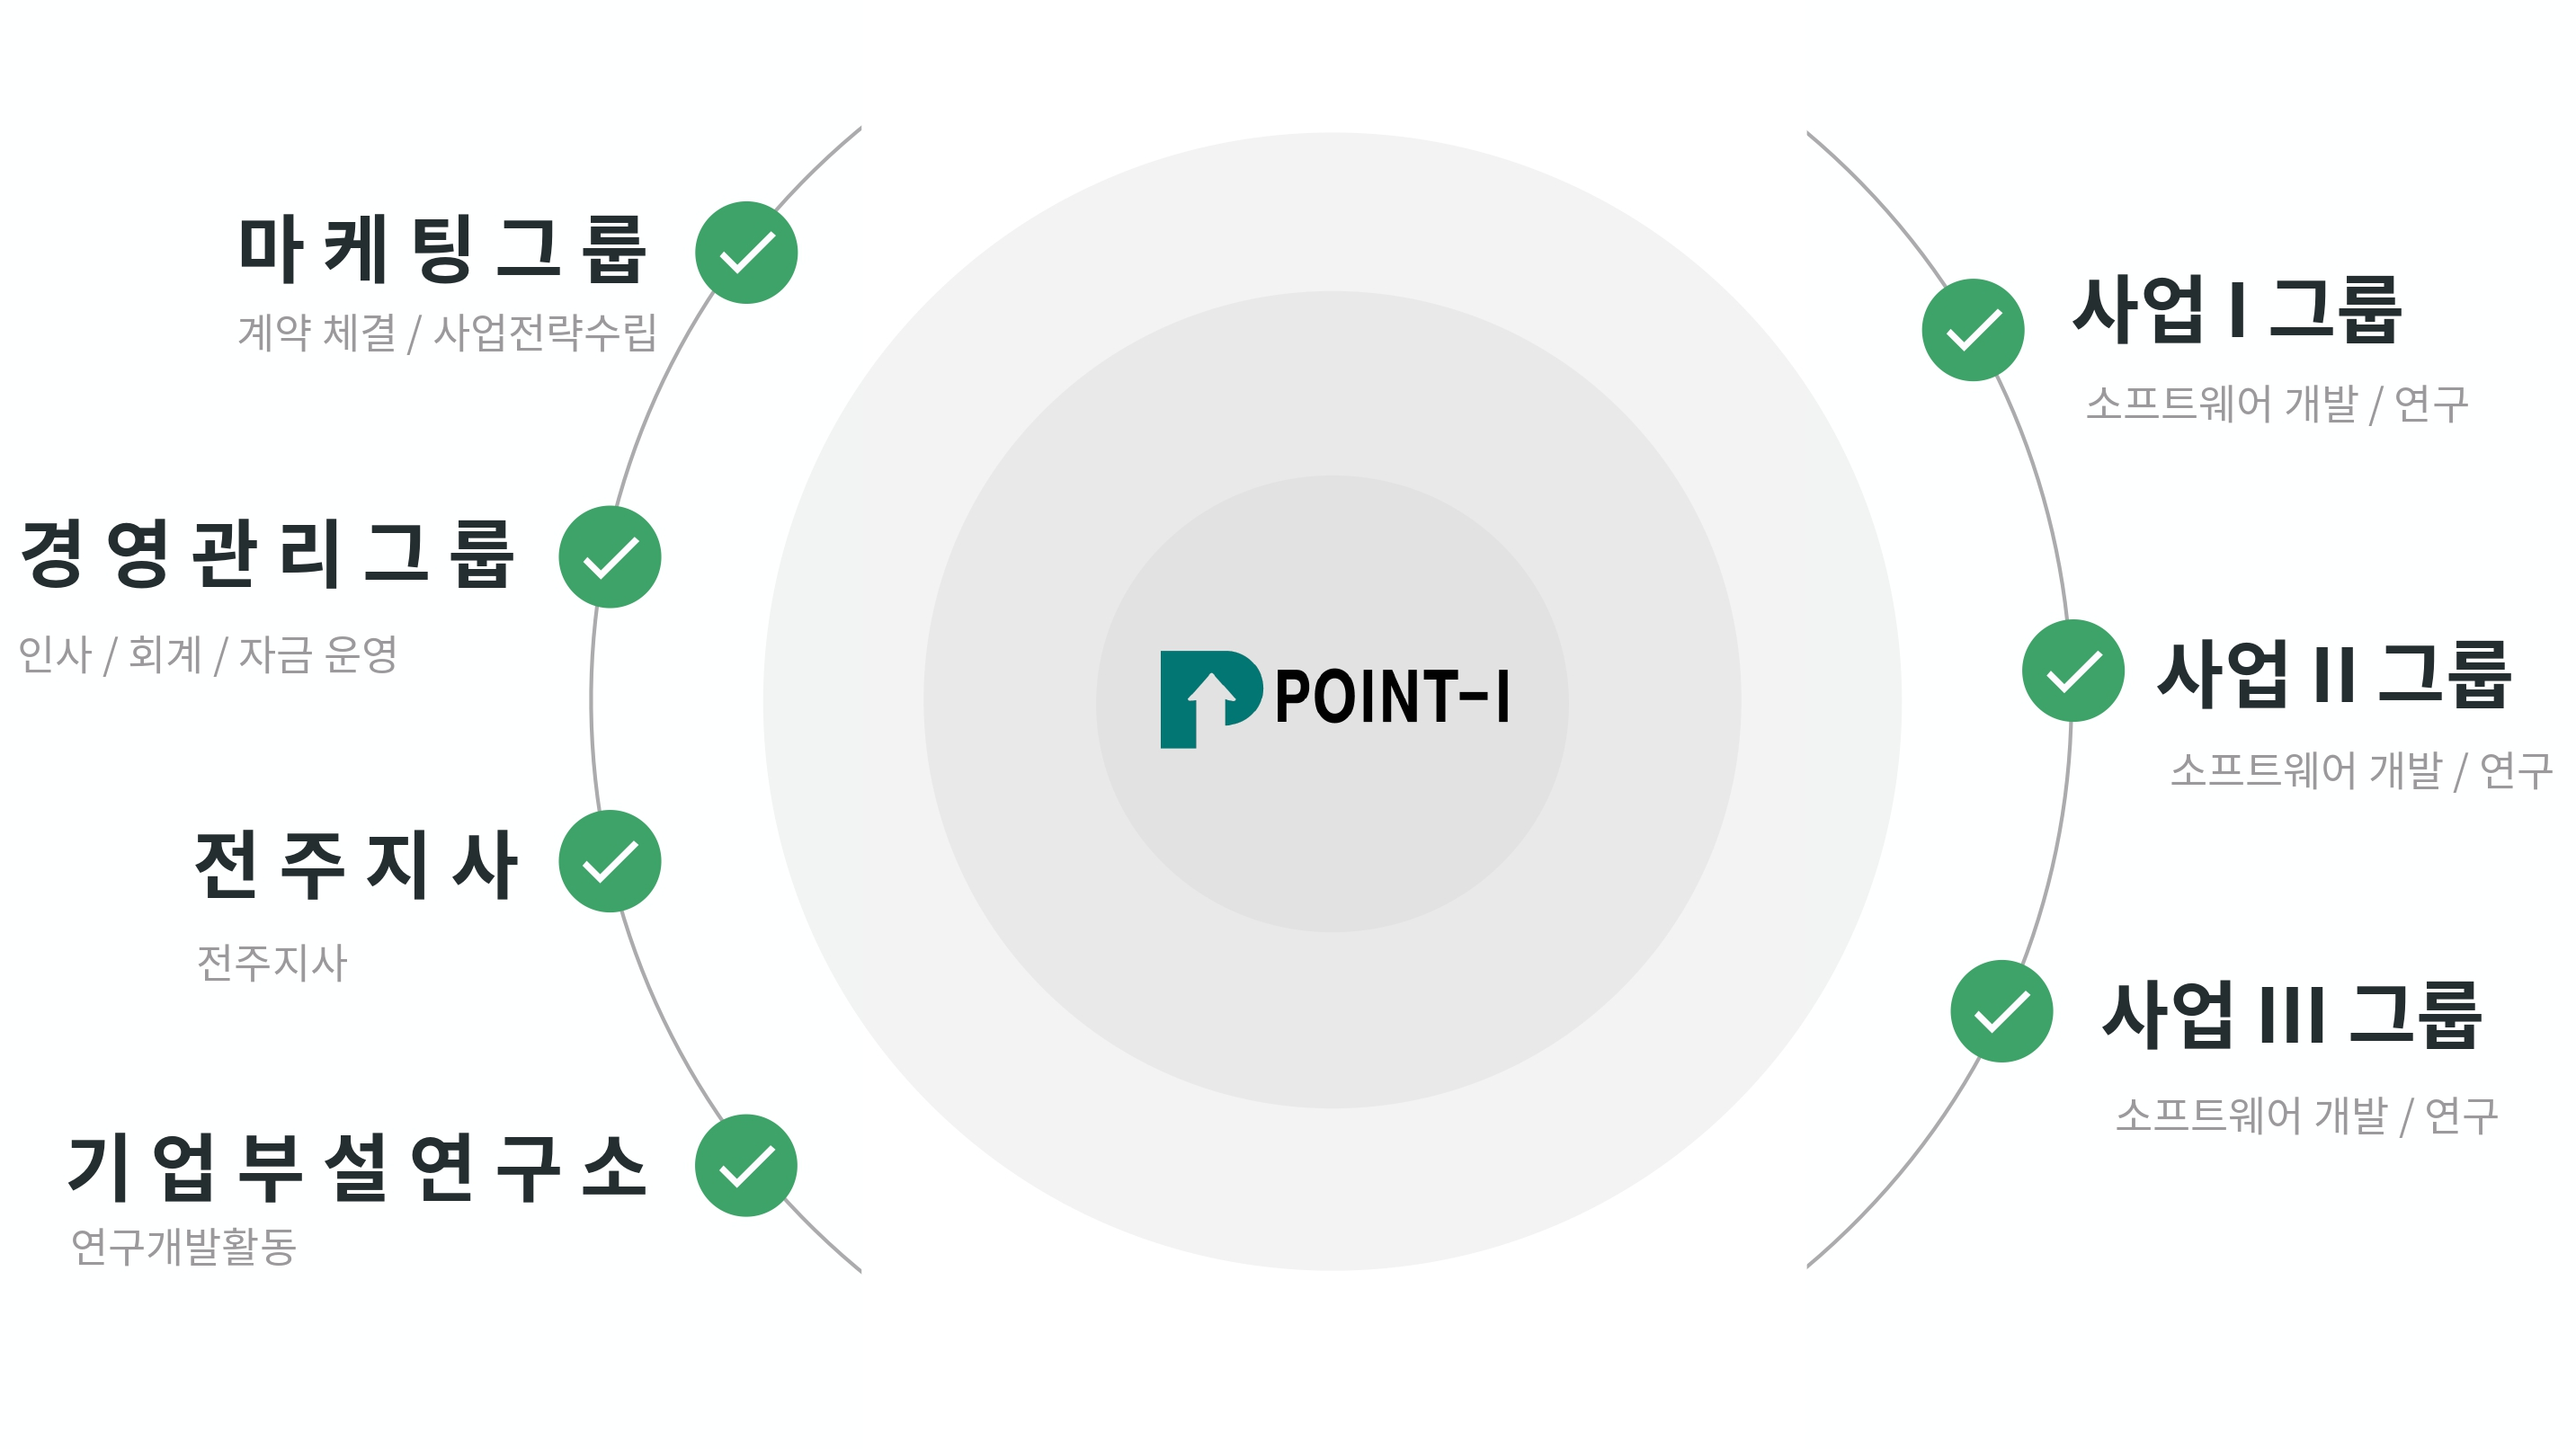 마케팅그룹
계약 체결 / 사업전략수립
경영관리그룹
인사 / 회계 / 자금 운영
전주지사
전주지사
기업부설연구소
연구개발활동
POINT-I
사업 I 그룹
소프트웨어 개발 / 연구
사업 II 그룹
소프트웨어 개발 / 연구
사업 III 그룹
소프트웨어 개발 / 연구